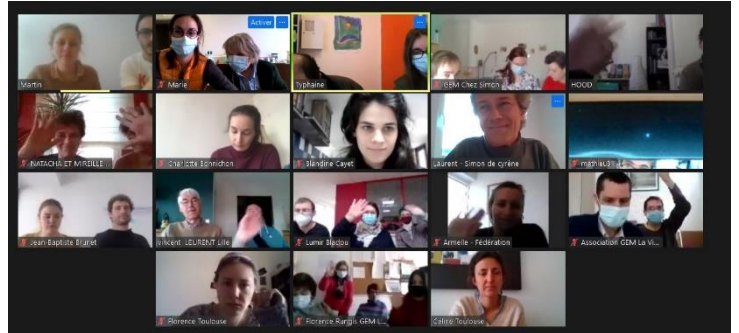 Martin
Activer ...
Marie
...
Typhaine
GEM Chez Simon
HOOD
NATACHA ET MIREILLE ...
Charlotte Bonnichon
Blandine Cayet
...
Laurent - Simon de cyrène
mathieu31
Jean-Baptiste Brunet
Vincent LEURENT Lille
Lumir
Armelle - Fédération
Association GEM La Vi...
Florence Toulouse
Florence Rangis GEM L...
Toulouse